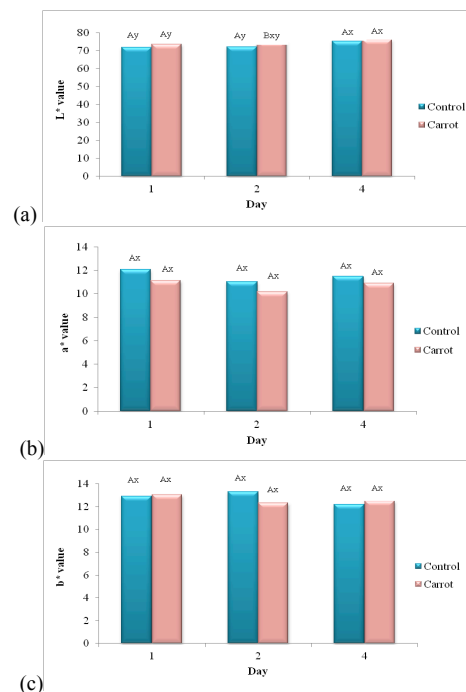 80
70
60
50
40
30
20
10
0
L* value
Ay Ay Ay Bxy Ax Ax
1 2 4
Day
Control
Carrot
(a)
14
12
10
8
6
4
2
0
a* value
Ax Ax Ax Ax Ax Ax
1 2 4
Day
Control
Carrot
(b)
14
12
10
8
6
4
2
0
b* value
Ax Ax Ax Ax Ax Ax
1 2 4
Day
Control
Carrot
(c)